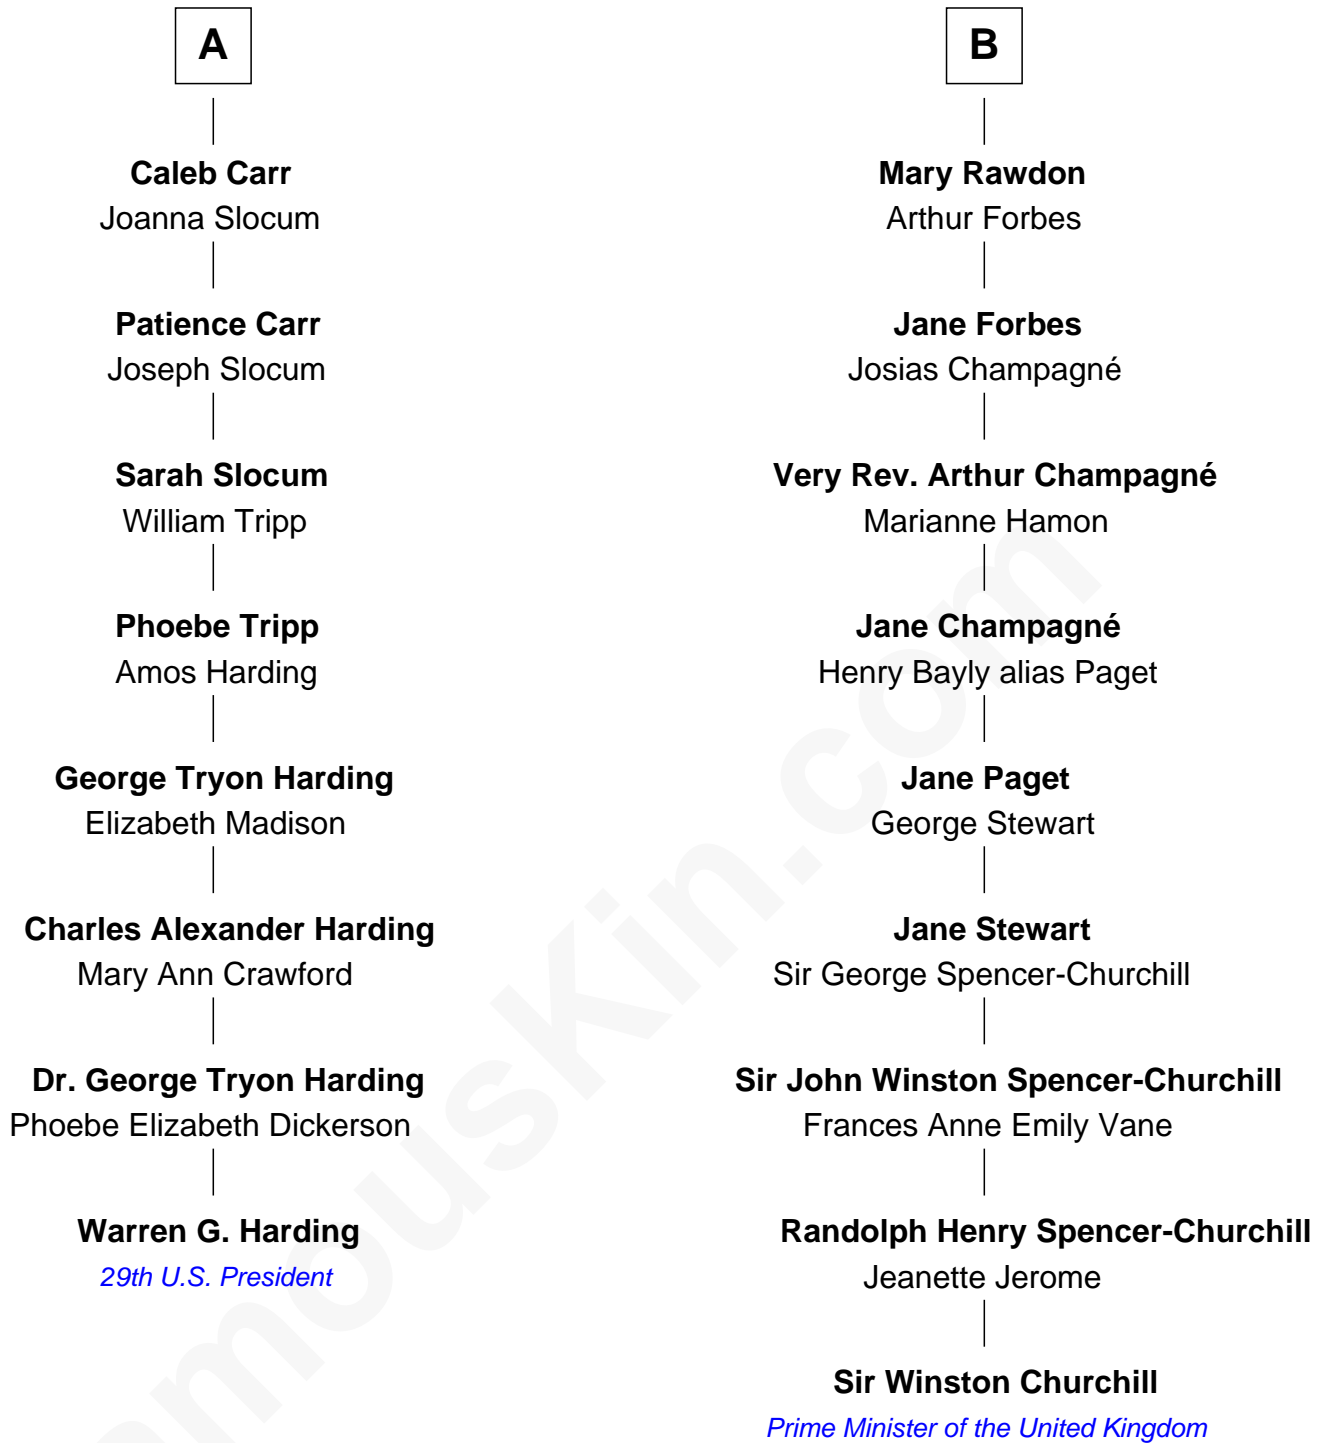 A
Caleb Carr
Joanna Slocum
Patience Carr
Joseph Slocum
Sarah Slocum
William Tripp
Phoebe Tripp
Amos Harding
George Tryon Harding
Elizabeth Madison
Charles Alexander Harding
Mary Ann Crawford
Dr. George Tryon Harding
Phoebe Elizabeth Dickerson
Warren G. Harding
29th U.S. President
B
Mary Rawdon
Arthur Forbes
Jane Forbes
Josias Champagné
Very Rev. Arthur Champagné
Marianne Hamon
Jane Champagné
Henry Bayly alias Paget
Jane Paget
George Stewart
Jane Stewart
Sir George Spencer-Churchill
Sir John Winston Spencer-Churchill
Frances Anne Emily Vane
Randolph Henry Spencer-Churchill
Jeanette Jerome
Sir Winston Churchill
Prime Minister of the United Kingdom
amousKin.com